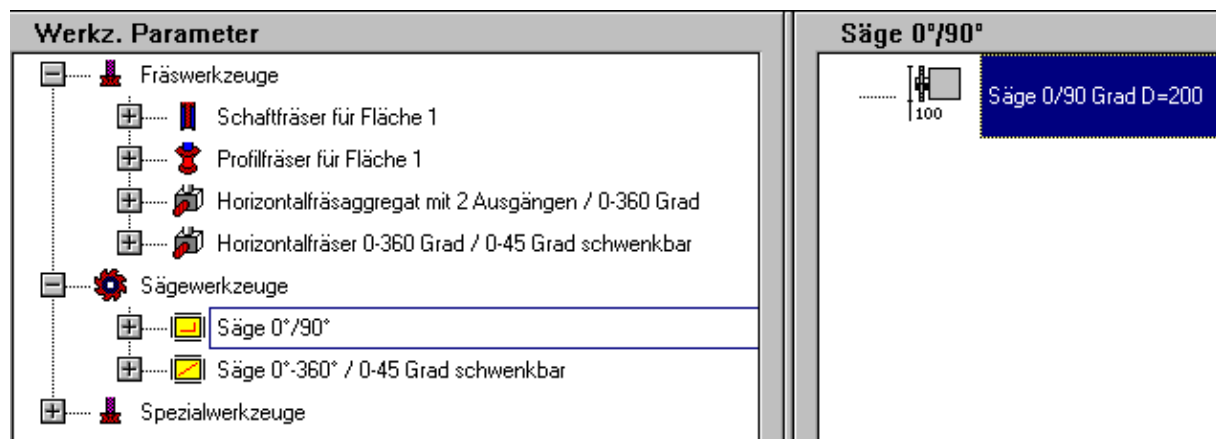 Werkz. Parameter
Fräswerkzeuge
Schaftfräser für Fläche 1
Profilfräser für Fläche 1
Horizontalfräsaggregat mit 2 Ausgängen / 0-360 Grad
Horizontalfräser 0-360 Grad / 0-45 Grad schwenkbar
Sägewerkzeuge
Säge 0°/90°
Säge 0°-360° / 0-45 Grad schwenkbar
Spezialwerkzeuge
Säge 0°/90°
100
Säge 0/90 Grad D=200